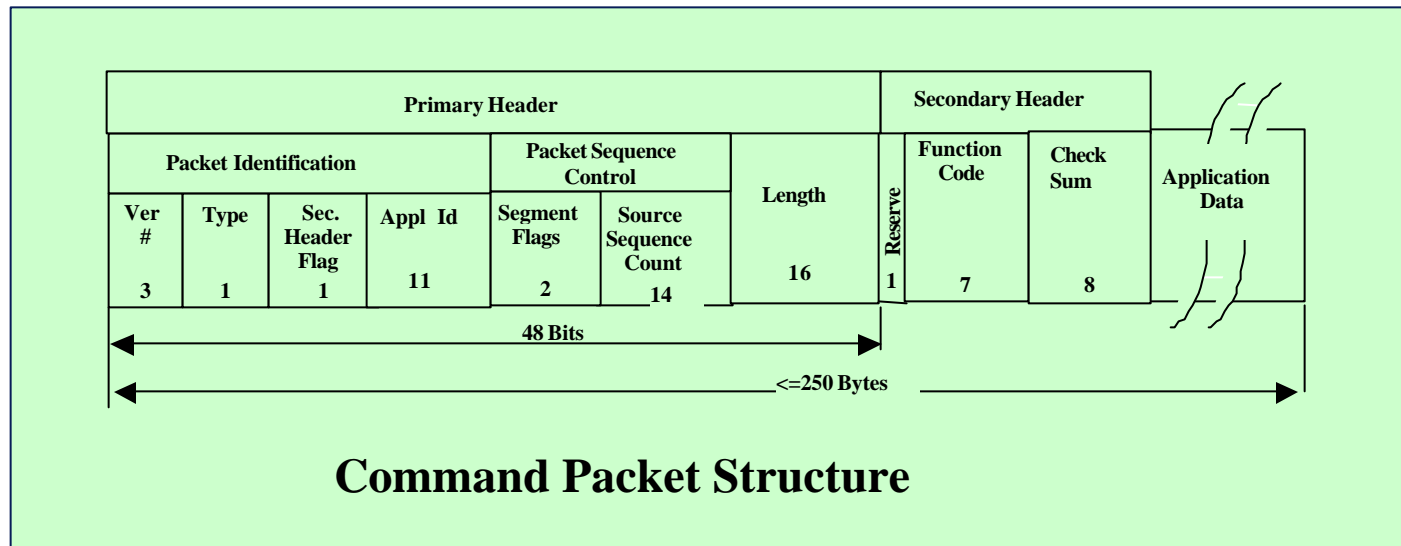 Primary Header
Secondary Header
Packet Identification
Packet Sequence
Control
Length
Reserve
Function
Code
Check
Sum
Application
Data
Ver
#
Type
Sec.
Header
Flag
Appl Id
Segment
Flags
Source
Sequence
Count
3
1
1
11
2
14
16
1
7
8
48 Bits
<=250 Bytes
Command Packet Structure